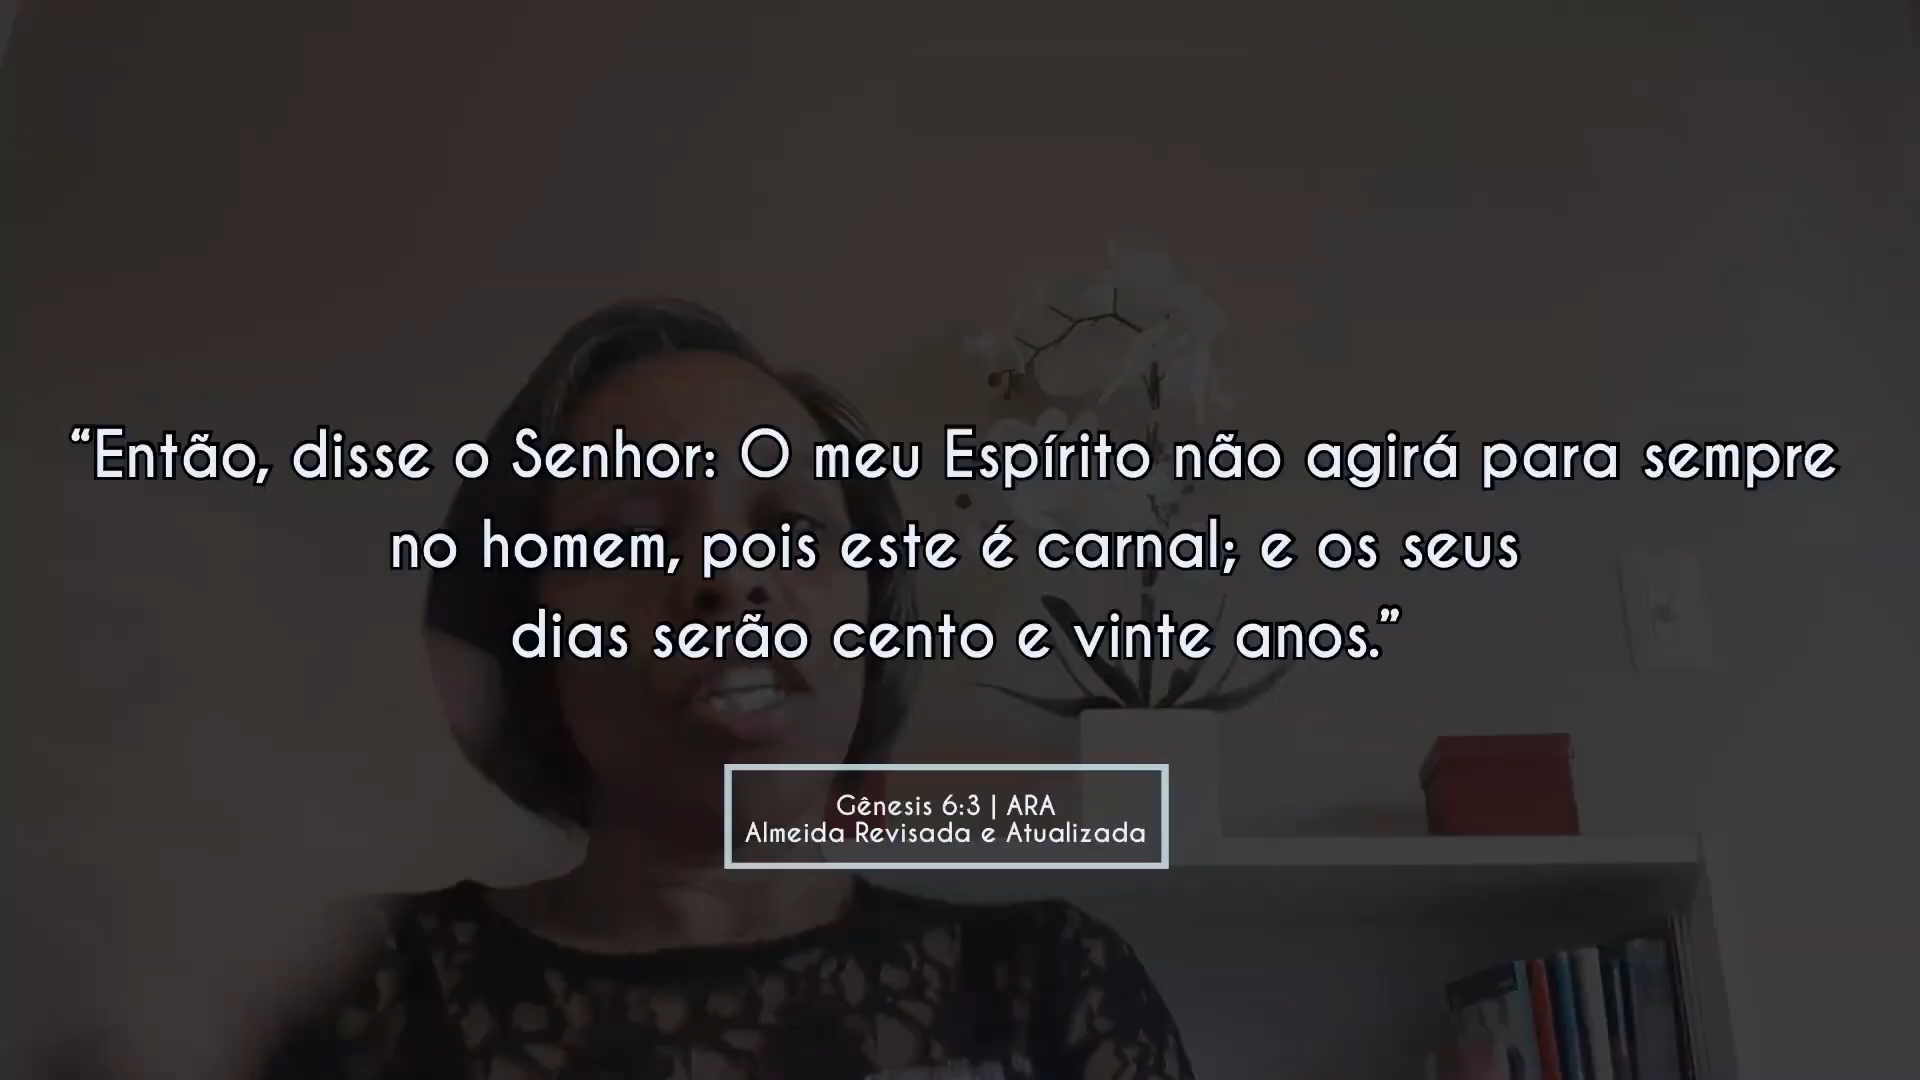 “Então, disse o Senhor: O meu Espírito não agirá para sempre
no homem, pois este é carnal; e os seus
dias serão cento e vinte anos.”
Gênesis 6:3 | ARA
Almeida Revisada e Atualizada